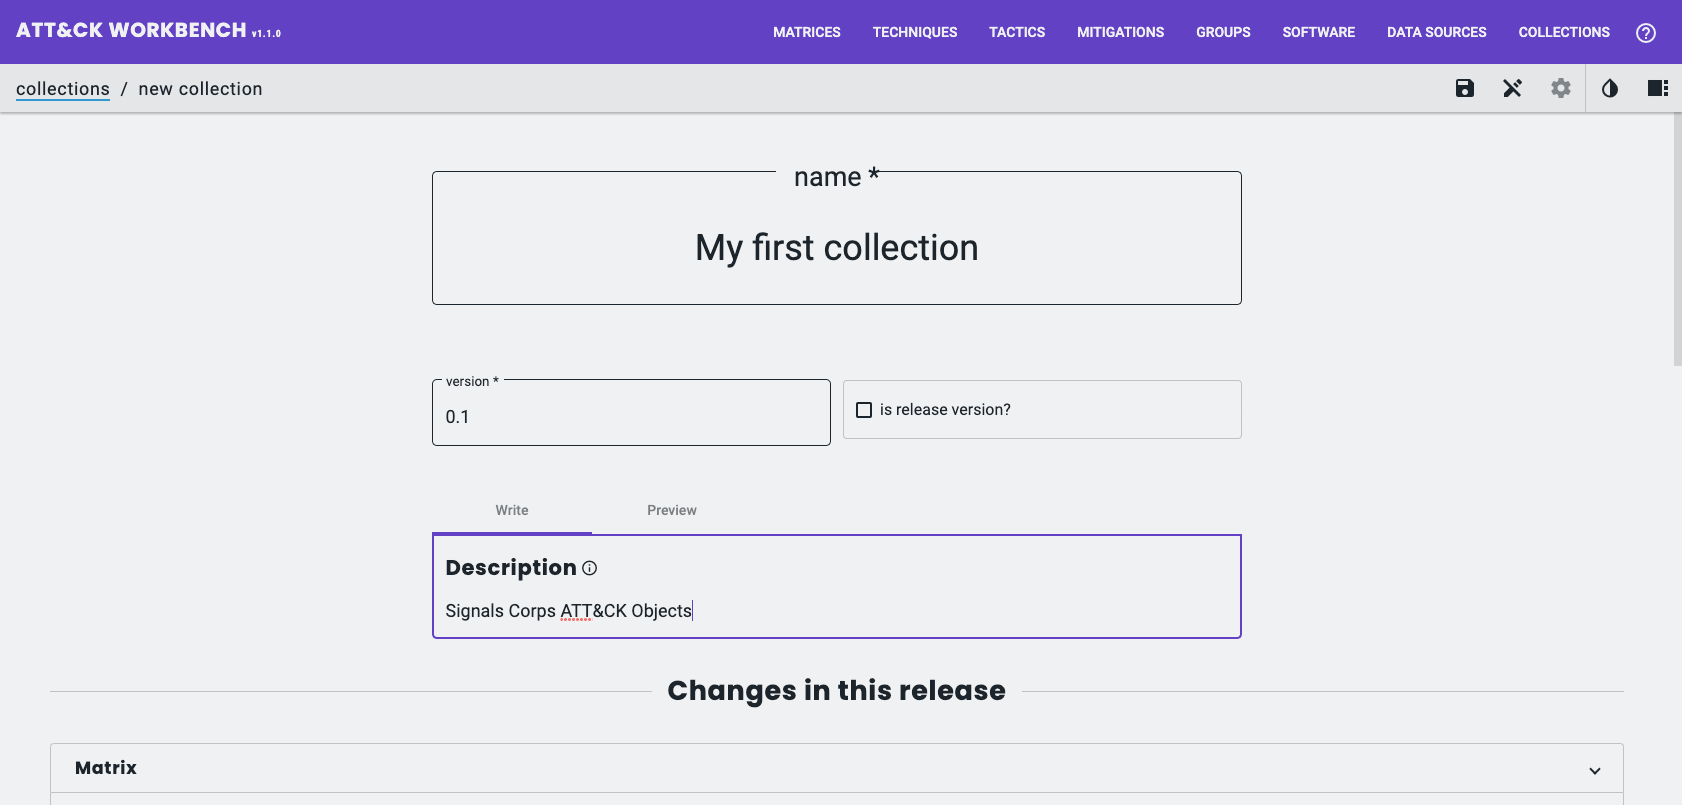 ATT&CK WORKBENCH v1.1.0
MATRICES TECHNIQUES TACTICS MITIGATIONS GROUPS SOFTWARE DATA SOURCES COLLECTIONS
collections / new collection
name *
My first collection
version *
0.1
is release version?
Write Preview
Description
Signals Corps ATT&CK Objects
Changes in this release
Matrix